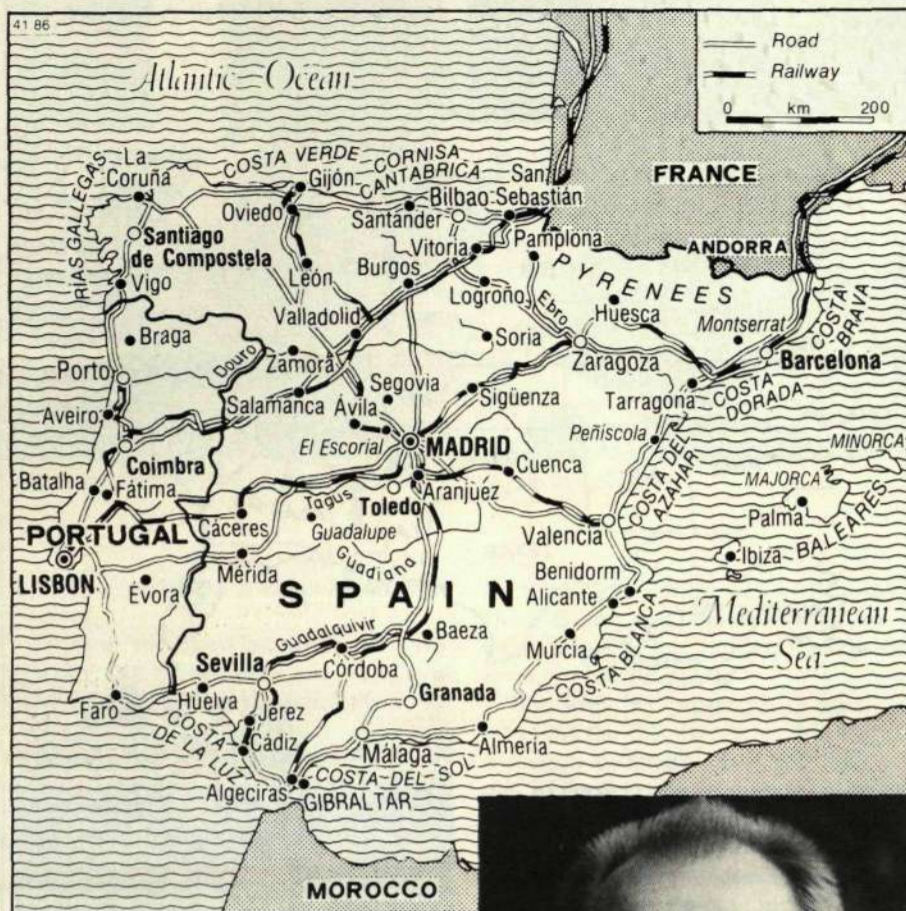 41 86
Road
Railway
0 km 200
Atlantic Ocean
FRANCE
ANDORRA
La
Coruña
COSTA VERDE
Gijón
CORNISA
CANTABRICA
San
Sebastián
Bilbao
Oviedo
Santánder
RÍAS GALLEGAS
Santiago
de Compostela
Vitoria
Pamplona
PYRENEES
Vigo
León
Burgos
Logroño
Ebro
Huesca
Montserrat
COSTA
BRAVA
Braga
Valladolid
Soria
Douro
Zamora
Zaragoza
Barcelona
Porto
Segovia
Salamanca
Ávila
Sigüenza
Tarragona
COSTA
DORADA
Aveiro
El Escorial
MADRID
Peñiscola
MINORCA
Coimbra
Cuenca
COSTA DEL
AZAHAR
MAJORCA
Batalha
Fátima
Toledo
Aranjuez
Palma
PORTUGAL
Cáceres
Tagus
Guadalupe
Valencia
BALEARES
Ibiza
LISBON
Mérida
Guadiana
Benidorm
Évora
SPAIN
Alicante
Mediterranean
Sea
Guadalquivir
Baeza
Murcia
COSTA BLANCA
Sevilla
Córdoba
Huelva
Granada
Faro
Jerez
COSTA
DE LA LUZ
Cádiz
Málaga
Almería
Algeciras
COSTA DEL SOL
GIBRALTAR
MOROCCO